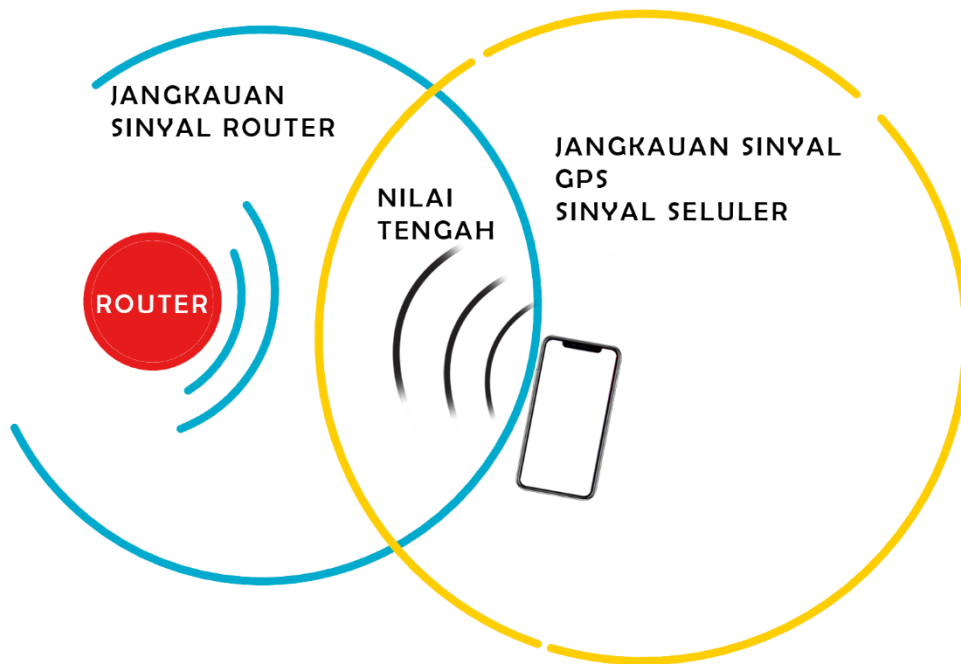 JANGKAUAN
SINYAL ROUTER
JANGKAUAN SINYAL
GPS
SINYAL SELULER
NILAI
TENGAH
ROUTER